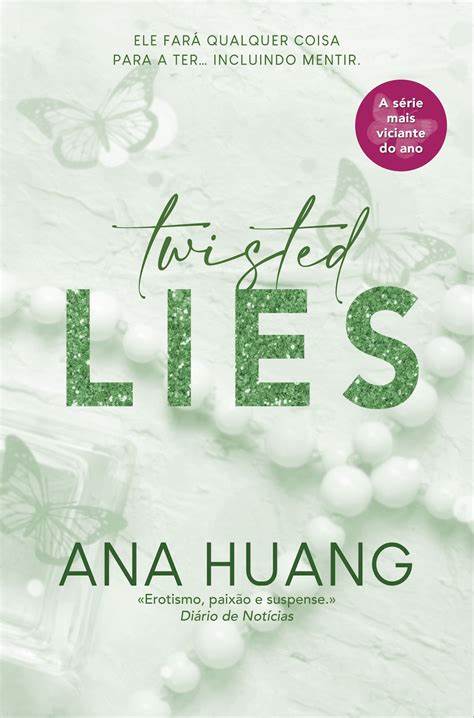 ELE FARÁ QUALQUER COISA
PARA A TER... INCLUINDO MENTIR.
A série
mais
viciante
do ano
twisted
LIES
ANA HUANG
«Erotismo, paixão e suspense.»
Diário de Notícias